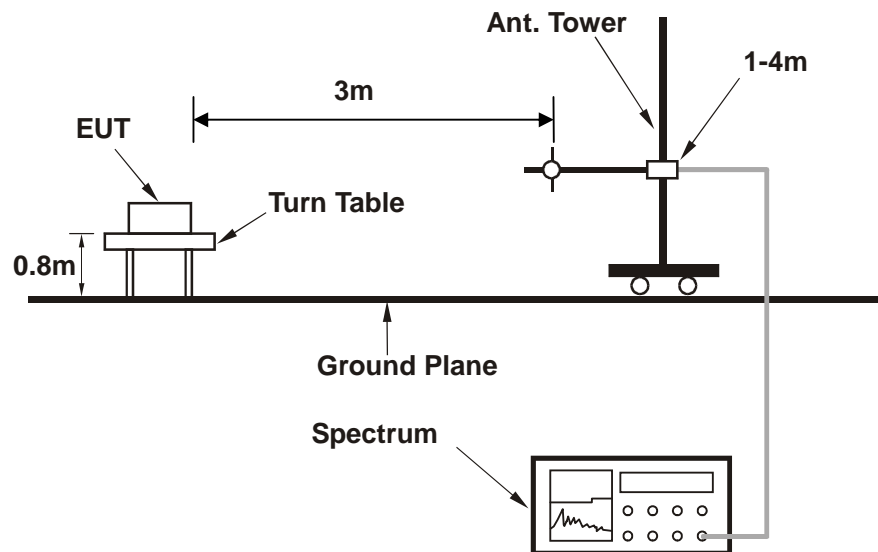 Ant. Tower
1-4m
3m
EUT
Turn Table
0.8m
Ground Plane
Spectrum